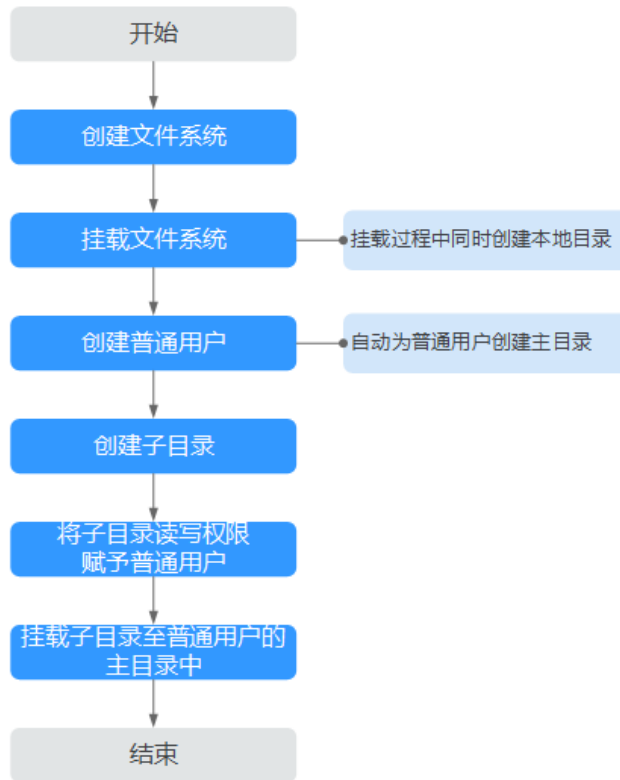 开始
创建文件系统
挂载文件系统
挂载过程中同时创建本地目录
创建普通用户
自动为普通用户创建主目录
创建子目录
将子目录读写权限
赋予普通用户
挂载子目录至普通用户的
主目录中
结束